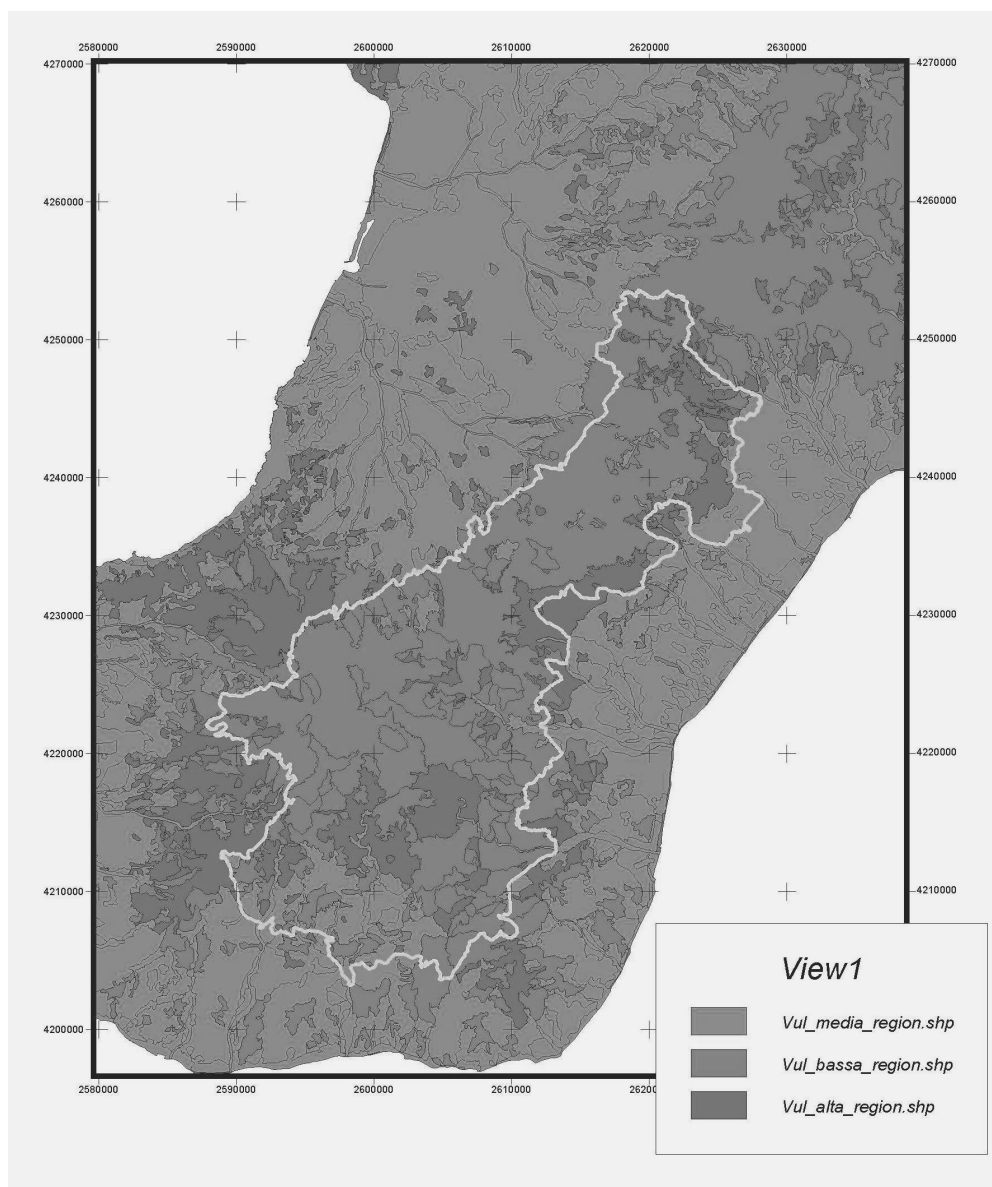 2580000 2590000 2600000 2610000 2620000 2630000
4270000 4270000
4260000 4260000
4250000 4250000
4240000 4240000
4230000 4230000
4220000 4220000
4210000 4210000
View1
Vul_media_region.shp
4200000
Vul_bassa_region.shp
2580000 2590000 2600000 2610000 2620
Vul_alta_region.shp